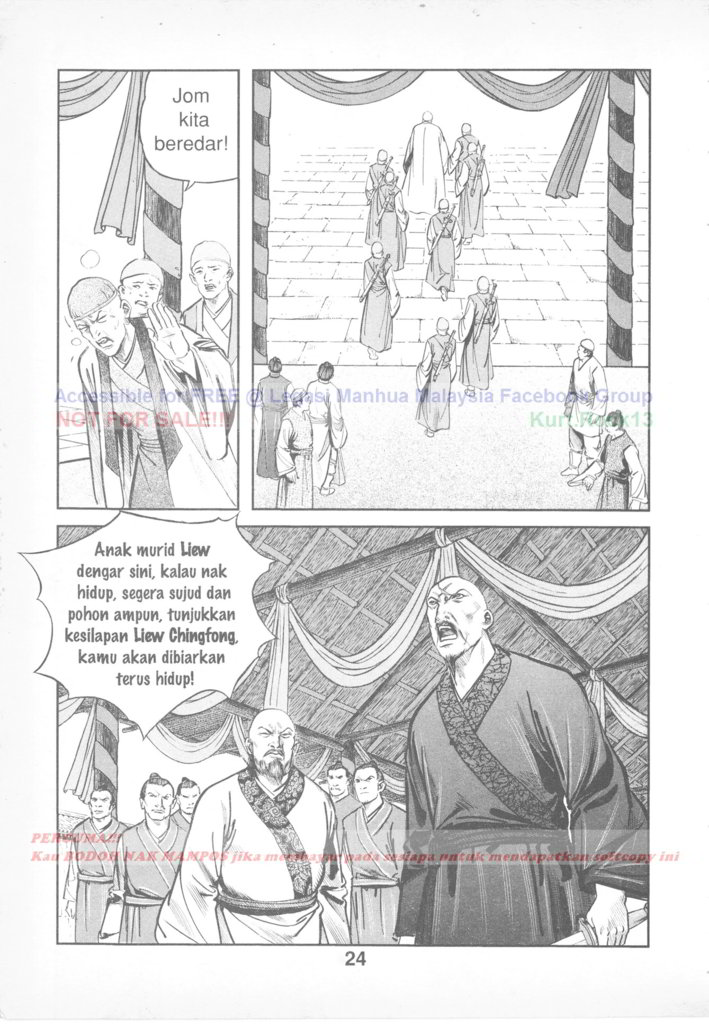 Jom
kita
beredar!
Accessible for FREE @ Legasi Manhua Malaysia Facebook Group
NOT FOR SALE!!!
Anak murid Liew
dengar sini, kalau nak
hidup, segera sujud dan
pohon ampun, tunjukkan
kesilapan Liew Chingfong,
kamu akan dibiarkan
terus hidup!
PERCUMA!!!
Kau BODOH NAK MAMPOS jika membayar pada sesiapa untuk mendapatkan softcopy ini
24